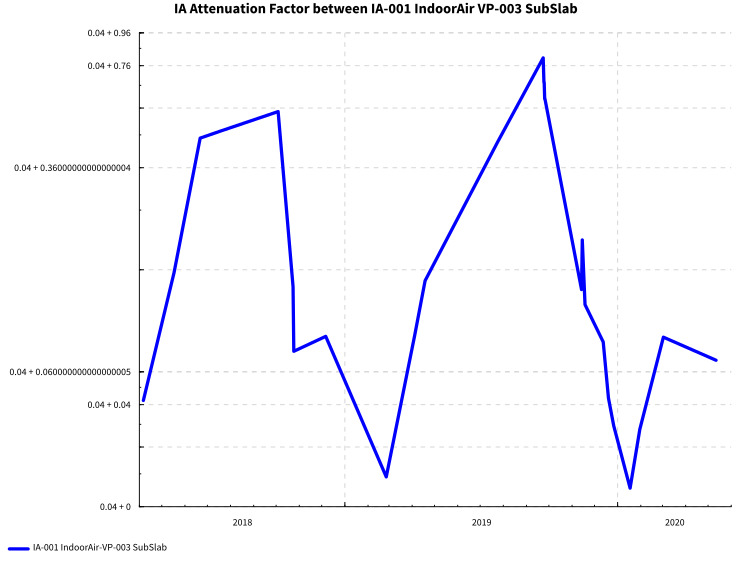 IA Attenuation Factor between IA-001 IndoorAir VP-003 SubSlab
0.04 + 0.96
0.04 + 0.76
0.04 + 0.36000000000000004
0.04 + 0.060000000000000005
0.04 + 0.04
0.04 + 0
2018 2019 2020
IA-001 IndoorAir-VP-003 SubSlab